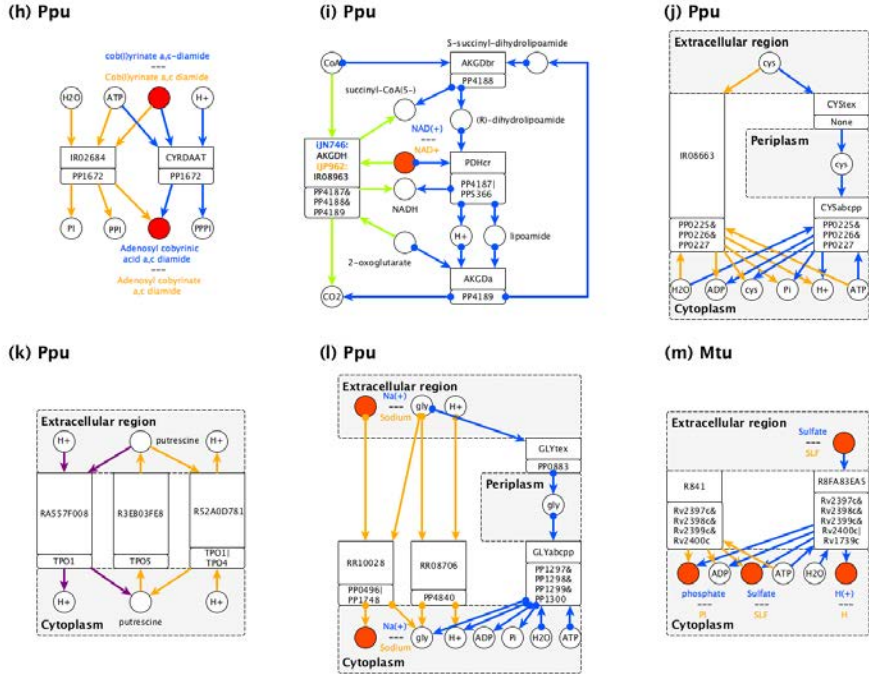 (h) Ppu
cob(I)yrinate a,c-diamide
---
Cob(I)yrinate a,c diamide
H2O
ATP
H+
IR02684
PP1672
CYRDAAT
PP1672
Pi
PPi
PPPi
Adenosyl cobyrinic
acid a,c diamide
---
Adenosyl cobyrinate
a,c diamide
(i) Ppu
S-succinyl-dihydrolipoamide
CoA
AKGDbr
PP4188
succinyl-CoA(5-)
(R)-dihydrolipoamide
NAD(+)
---
NAD+
iJN746:
AKGDH
iJP962:
IR08963
PP4187&
PP4188&
PP4189
PDHcr
PP4187|
PP5366
NADH
H+
lipoamide
2-oxoglutarate
AKGDa
PP4189
CO2
(j) Ppu
Extracellular region
cys
CYStex
None
Periplasm
cys
IR08663
CYSabcpp
PP0225&
PP0226&
PP0227
PP0225&
PP0226&
PP0227
H2O
ADP
cys
Pi
H+
ATP
Cytoplasm
(k) Ppu
Extracellular region
H+
putrescine
H+
RA557F008
TPO1
R3EB03FE8
TPO5
R52A0D781
TPO1|
TPO4
H+
putrescine
H+
Cytoplasm
(l) Ppu
Extracellular region
Na(+)
---
Sodium
gly
H+
GLYtex
PP0883
Periplasm
gly
RR10028
PP0496|
PP1748
RR08706
PP4840
GLYabcpp
PP1297&
PP1298&
PP1299&
PP1300
Na(+)
---
Sodium
gly
H+
ADP
Pi
H2O
ATP
Cytoplasm
(m) Mtu
Extracellular region
Sulfate
---
SLF
R841
Rv2397c&
Rv2398c&
Rv2399c&
Rv2400c
R8FA83EA5
Rv2397c&
Rv2398c&
Rv2399c&
Rv2400c|
Rv1739c
ADP
ATP
H2O
phosphate
---
Pi
Sulfate
---
SLF
H(+)
---
H
Cytoplasm